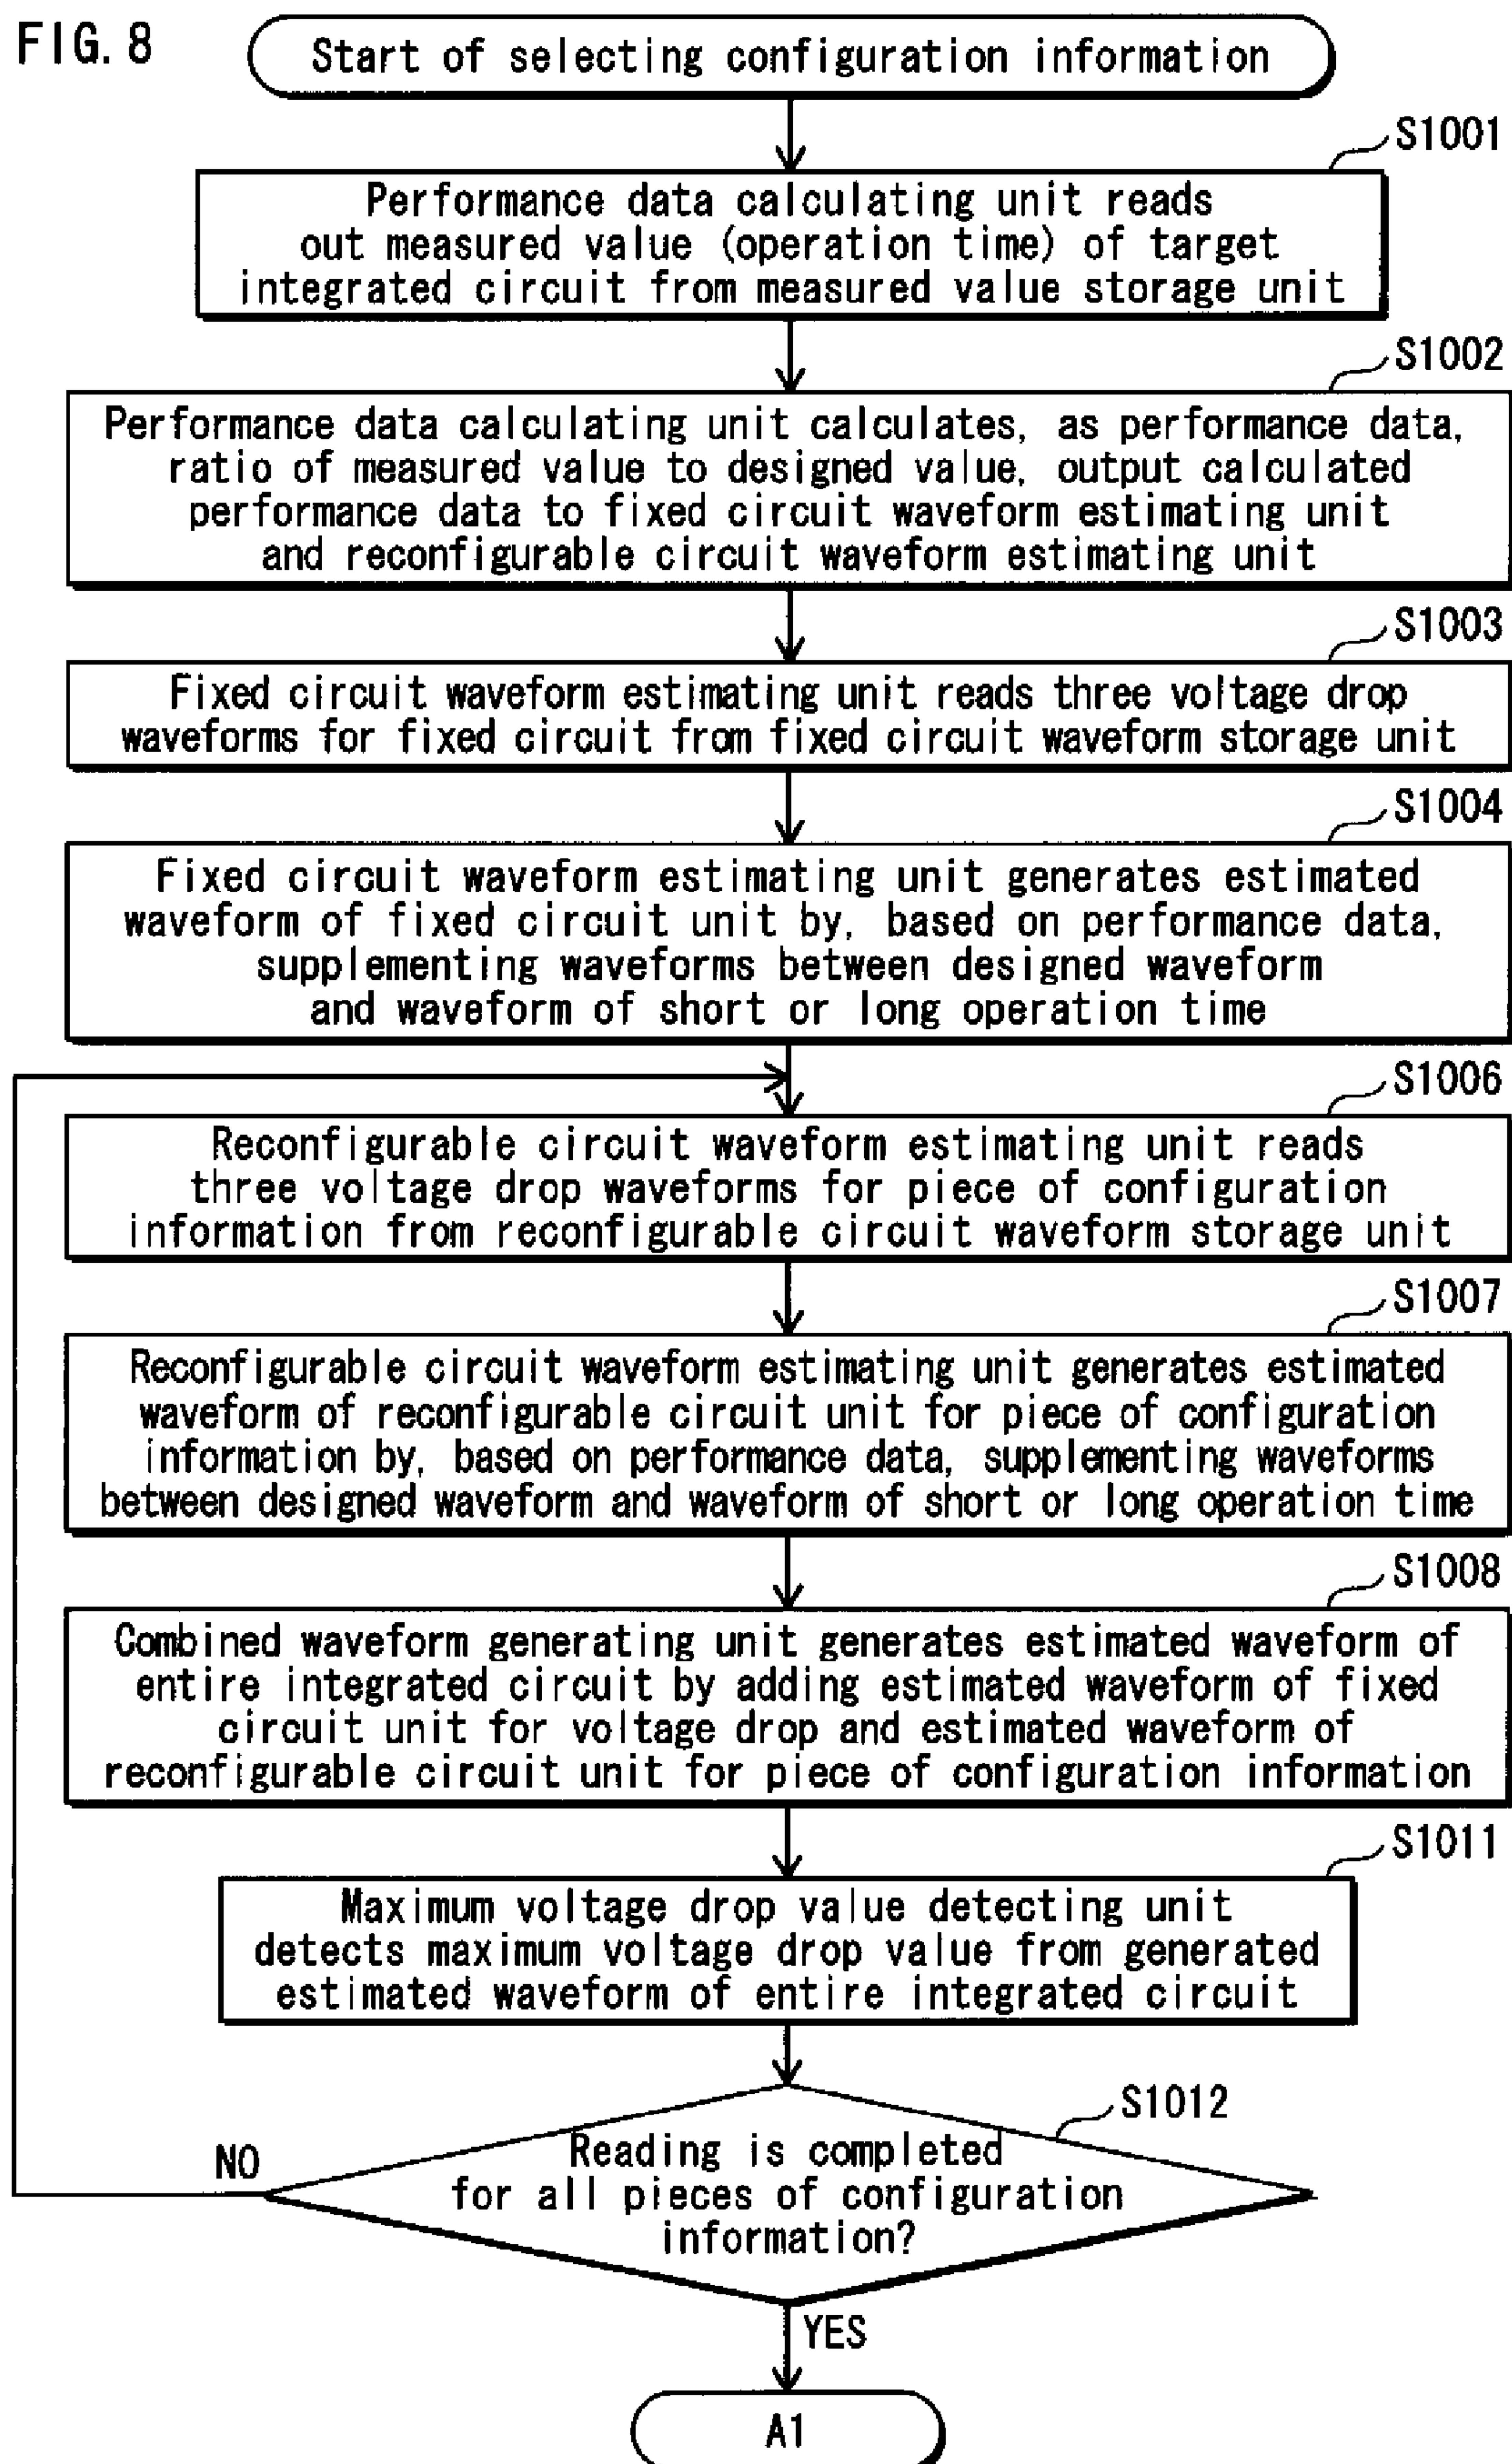 FIG. 8
Start of selecting configuration information
S1001
Performance data calculating unit reads
out measured value (operation time) of target
integrated circuit from measured value storage unit
S1002
Performance data calculating unit calculates, as performance data,
ratio of measured value to designed value, output calculated
performance data to fixed circuit waveform estimating unit
and reconfigurable circuit waveform estimating unit
S1003
Fixed circuit waveform estimating unit reads three voltage drop
waveforms for fixed circuit from fixed circuit waveform storage unit
S1004
Fixed circuit waveform estimating unit generates estimated
waveform of fixed circuit unit by, based on performance data,
supplementing waveforms between designed waveform
and waveform of short or long operation time
S1006
Reconfigurable circuit waveform estimating unit reads
three voltage drop waveforms for piece of configuration
information from reconfigurable circuit waveform storage unit
S1007
Reconfigurable circuit waveform estimating unit generates estimated
waveform of reconfigurable circuit unit for piece of configuration
information by, based on performance data, supplementing waveforms
between designed waveform and waveform of short or long operation time
S1008
Combined waveform generating unit generates estimated waveform of
entire integrated circuit by adding estimated waveform of fixed
circuit unit for voltage drop and estimated waveform of
reconfigurable circuit unit for piece of configuration information
S1011
Maximum voltage drop value detecting unit
detects maximum voltage drop value from generated
estimated waveform of entire integrated circuit
S1012
Reading is completed
for all pieces of configuration
information?
NO
YES
A1